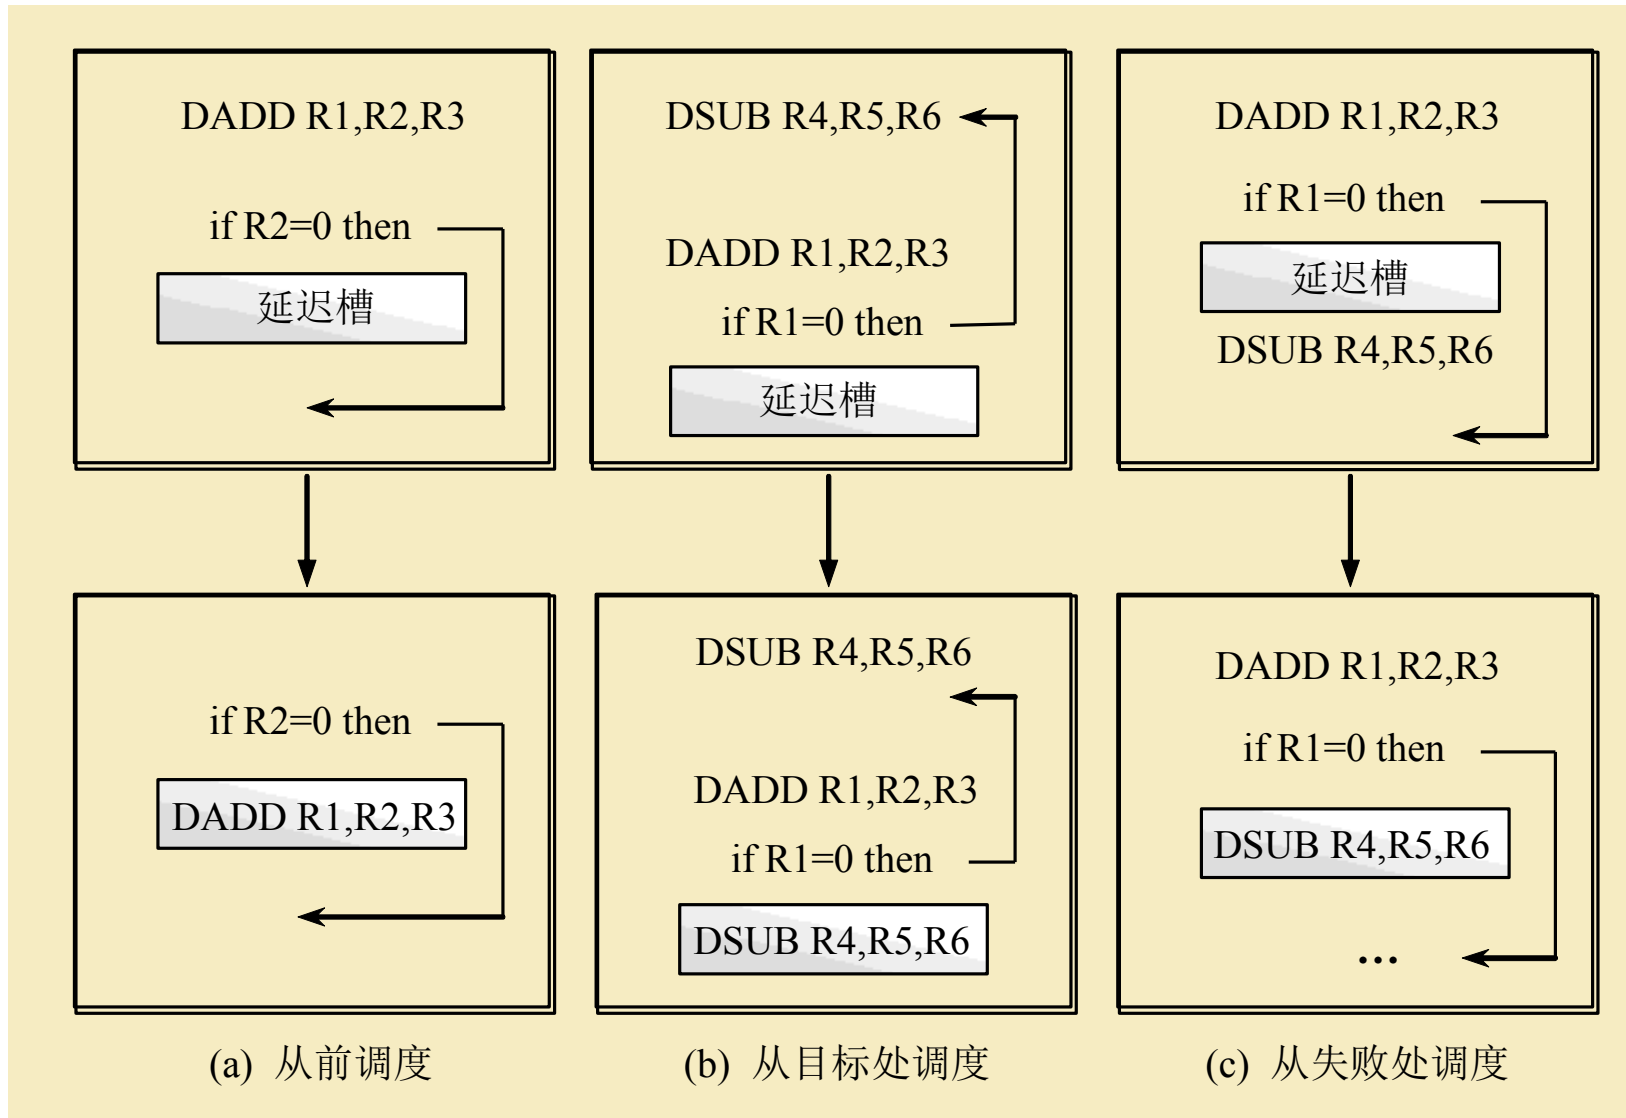 DADD R1,R2,R3
if R2=0 then
延迟槽
DSUB R4,R5,R6
DADD R1,R2,R3
if R1=0 then
延迟槽
DADD R1,R2,R3
if R1=0 then
延迟槽
DSUB R4,R5,R6
if R2=0 then
DADD R1,R2,R3
DSUB R4,R5,R6
DADD R1,R2,R3
if R1=0 then
DSUB R4,R5,R6
DADD R1,R2,R3
if R1=0 then
DSUB R4,R5,R6
...
(a) 从前调度
(b) 从目标处调度
(c) 从失败处调度